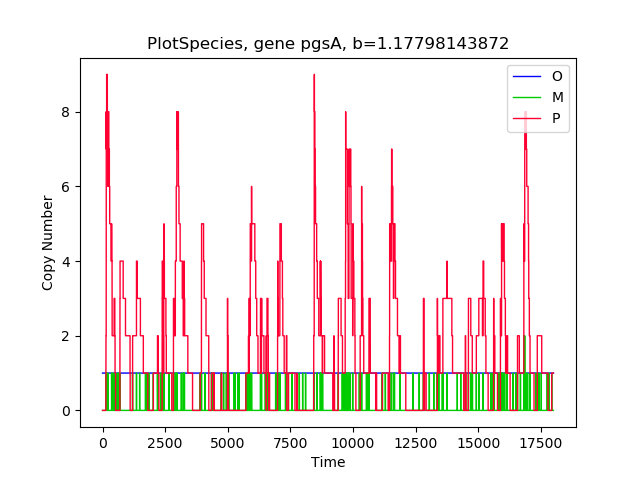 PlotSpecies, gene pgsA, b=1.17798143872
O
M
P
8
6
4
2
0
Copy Number
0 2500 5000 7500 10000 12500 15000 17500
Time